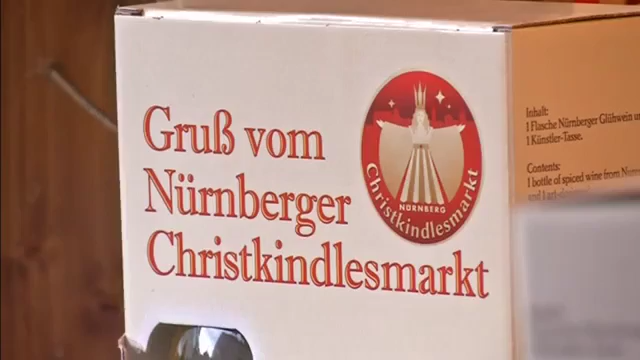 Gruß vom
Nürnberger
Christkindlesmarkt
NÜRNBERG
Christkindlesmarkt
Inhalt:
1 Flasche Nürnberger Glühwein
1 Künstler-Tasse.
Contents:
1 bottle of spiced wine from